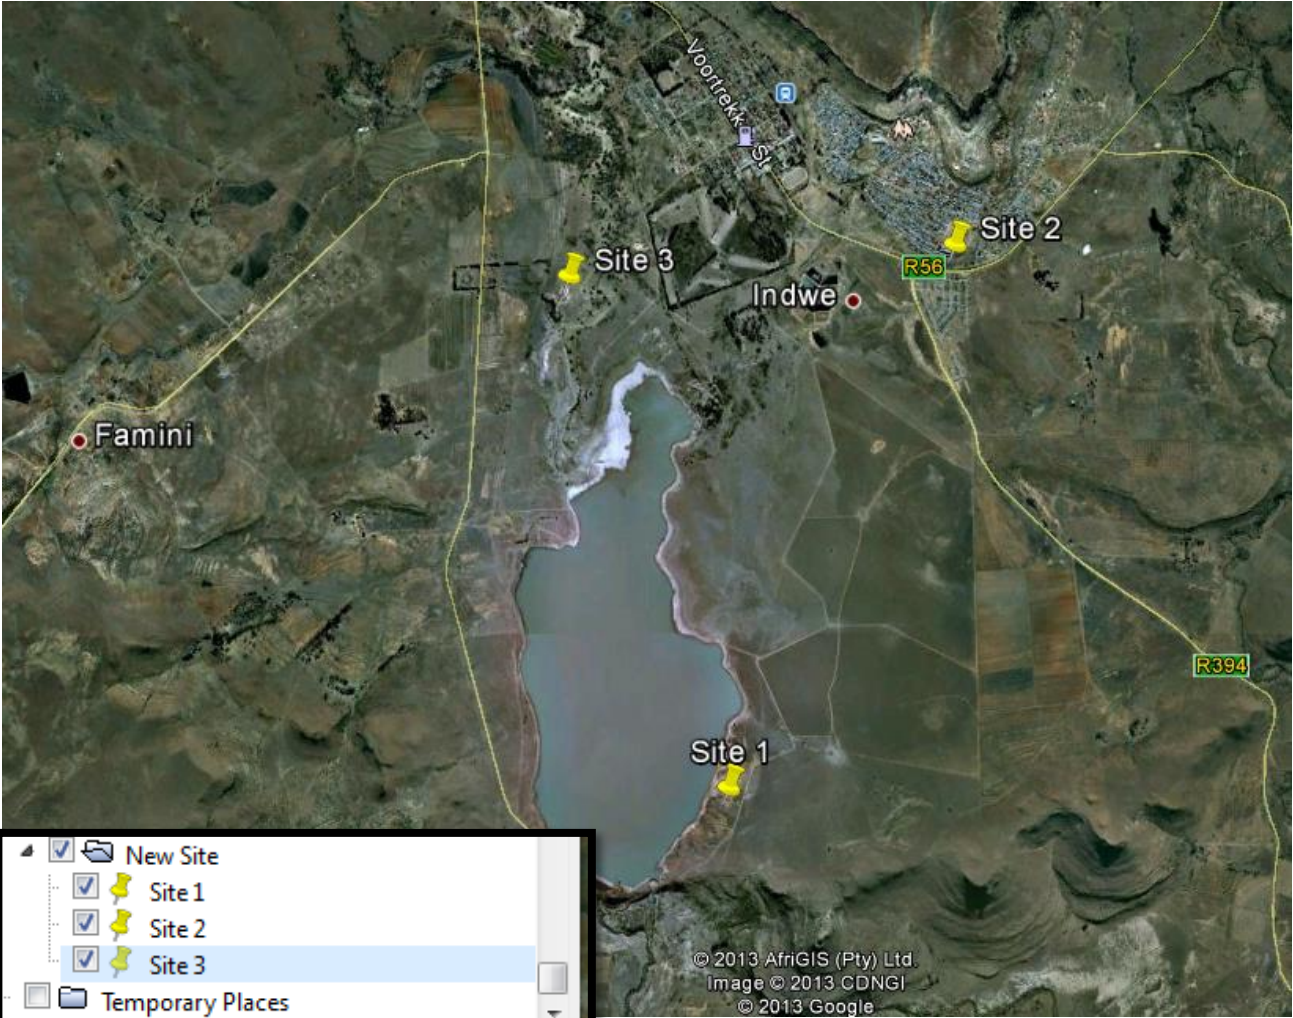 Voortrekk
St
Site 2
Site 3
R56
Indwe
Famini
R394
Site 1
New Site
Site 1
Site 2
Site 3
Temporary Places
© 2013 AfriGIS (Pty) Ltd.
Image © 2013 CDNGI
© 2013 Google